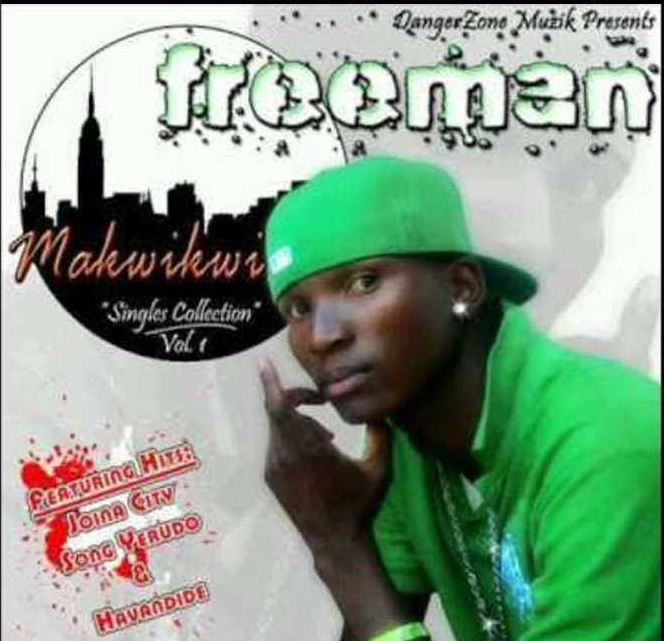 DangerZone Muzik Presents
freeman
Makwikwi
"Singles Collection"
Vol. 1
FEATURING HITS:
JOINA CITY
SONG YERUDO
&
HAVANDIDE